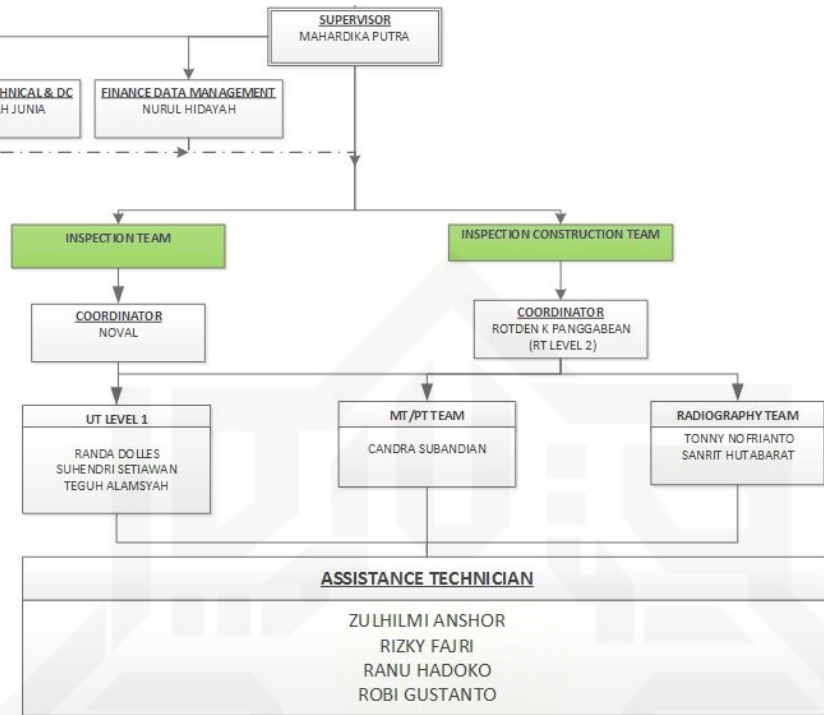 SUPERVISOR
MAHARDIKA PUTRA
HNICAL & DC
AH JUNIA
FINANCE DATA MANAGEMENT
NURUL HIDAYAH
INSPECTION TEAM
INSPECTION CONSTRUCTION TEAM
COORDINATOR
NOVAL
COORDINATOR
ROTDEN K PANGGABEAN
(RT LEVEL 2)
UT LEVEL 1
RANDA DOLLES
SUHENDRI SETIAWAN
TEGUH ALAMSYAH
MT/PT TEAM
CANDRA SUBANDIAN
RADIOGRAPHY TEAM
TONNY NOFRIANTO
SANRIT HUTABARAT
ASSISTANCE TECHNICIAN
ZULHILMI ANSHOR
RIZKY FAJRI
RANU HADOKO
ROBI GUSTANTO